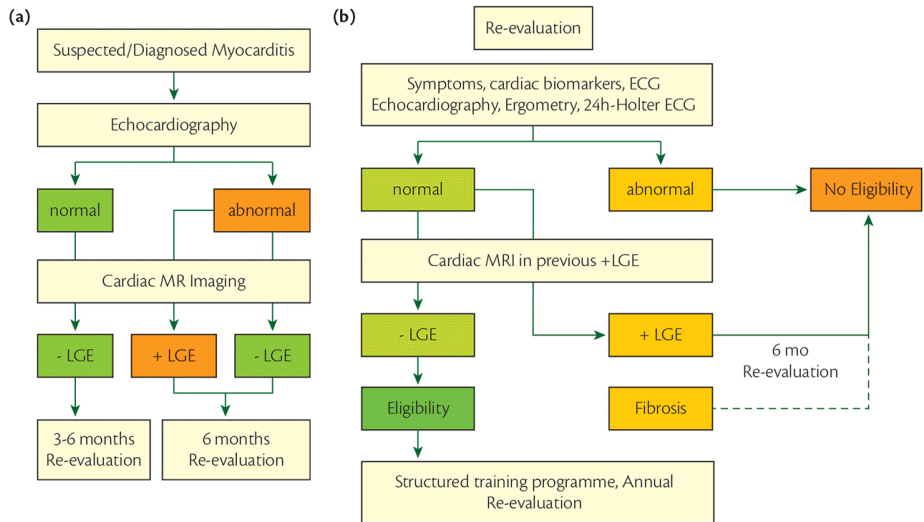 (a)
Suspected/Diagnosed Myocarditis
Echocardiography
normal
abnormal
Cardiac MR Imaging
- LGE
+ LGE
- LGE
3-6 months
Re-evaluation
6 months
Re-evaluation
(b)
Re-evaluation
Symptoms, cardiac biomarkers, ECG
Echocardiography, Ergometry, 24h-Holter ECG
normal
abnormal
No Eligibility
Cardiac MRI in previous +LGE
- LGE
+ LGE
6 mo
Re-evaluation
Eligibility
Fibrosis
Structured training programme, Annual
Re-evaluation